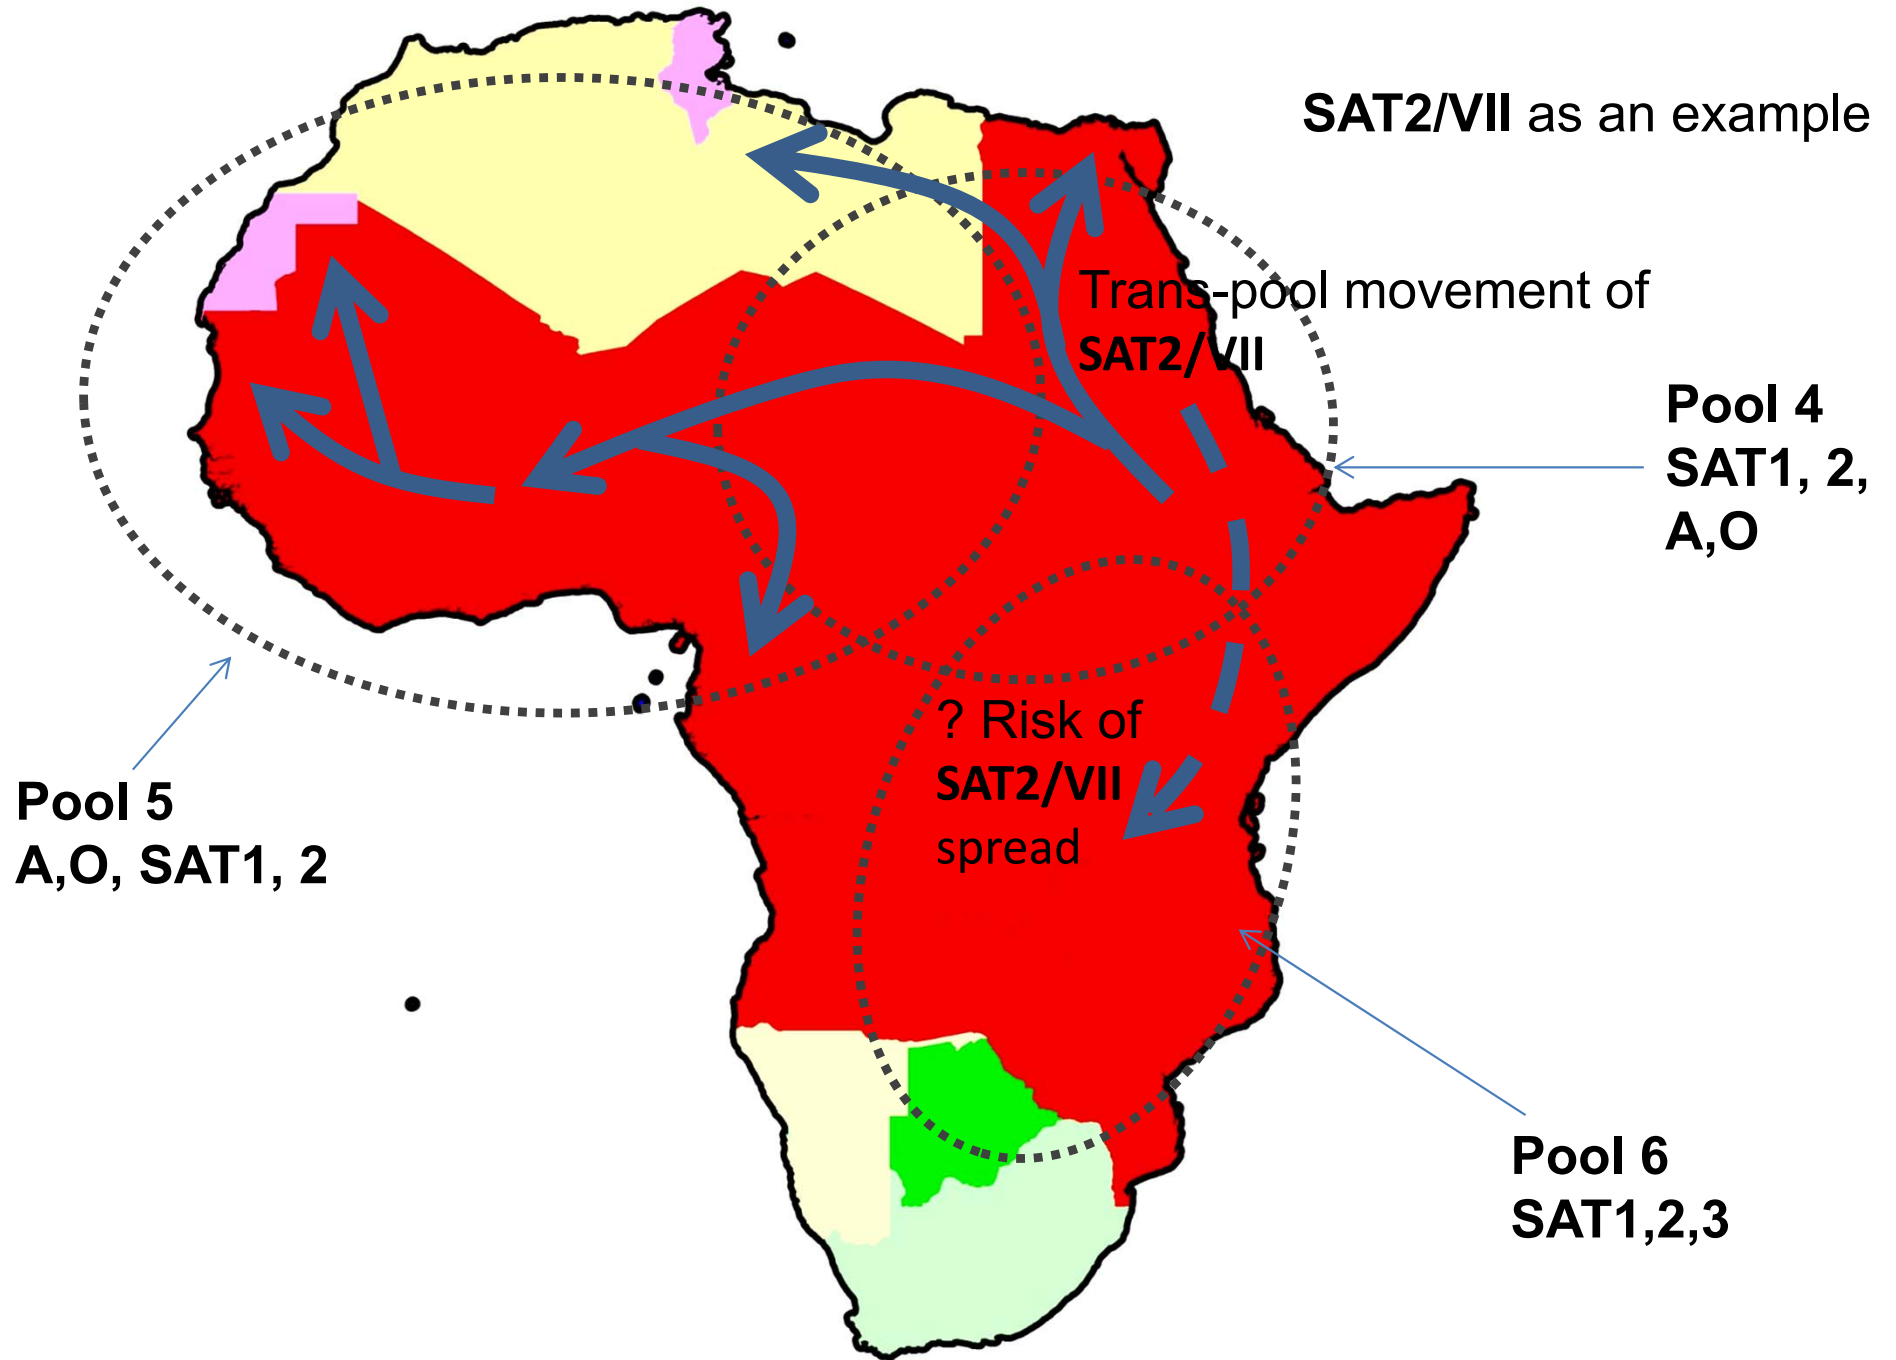 SAT2/VII as an example
Trans-pool movement of
SAT2/VII
Pool 4
SAT1, 2,
A,O
? Risk of
SAT2/VII
spread
Pool 5
A,O, SAT1, 2
Pool 6
SAT1,2,3